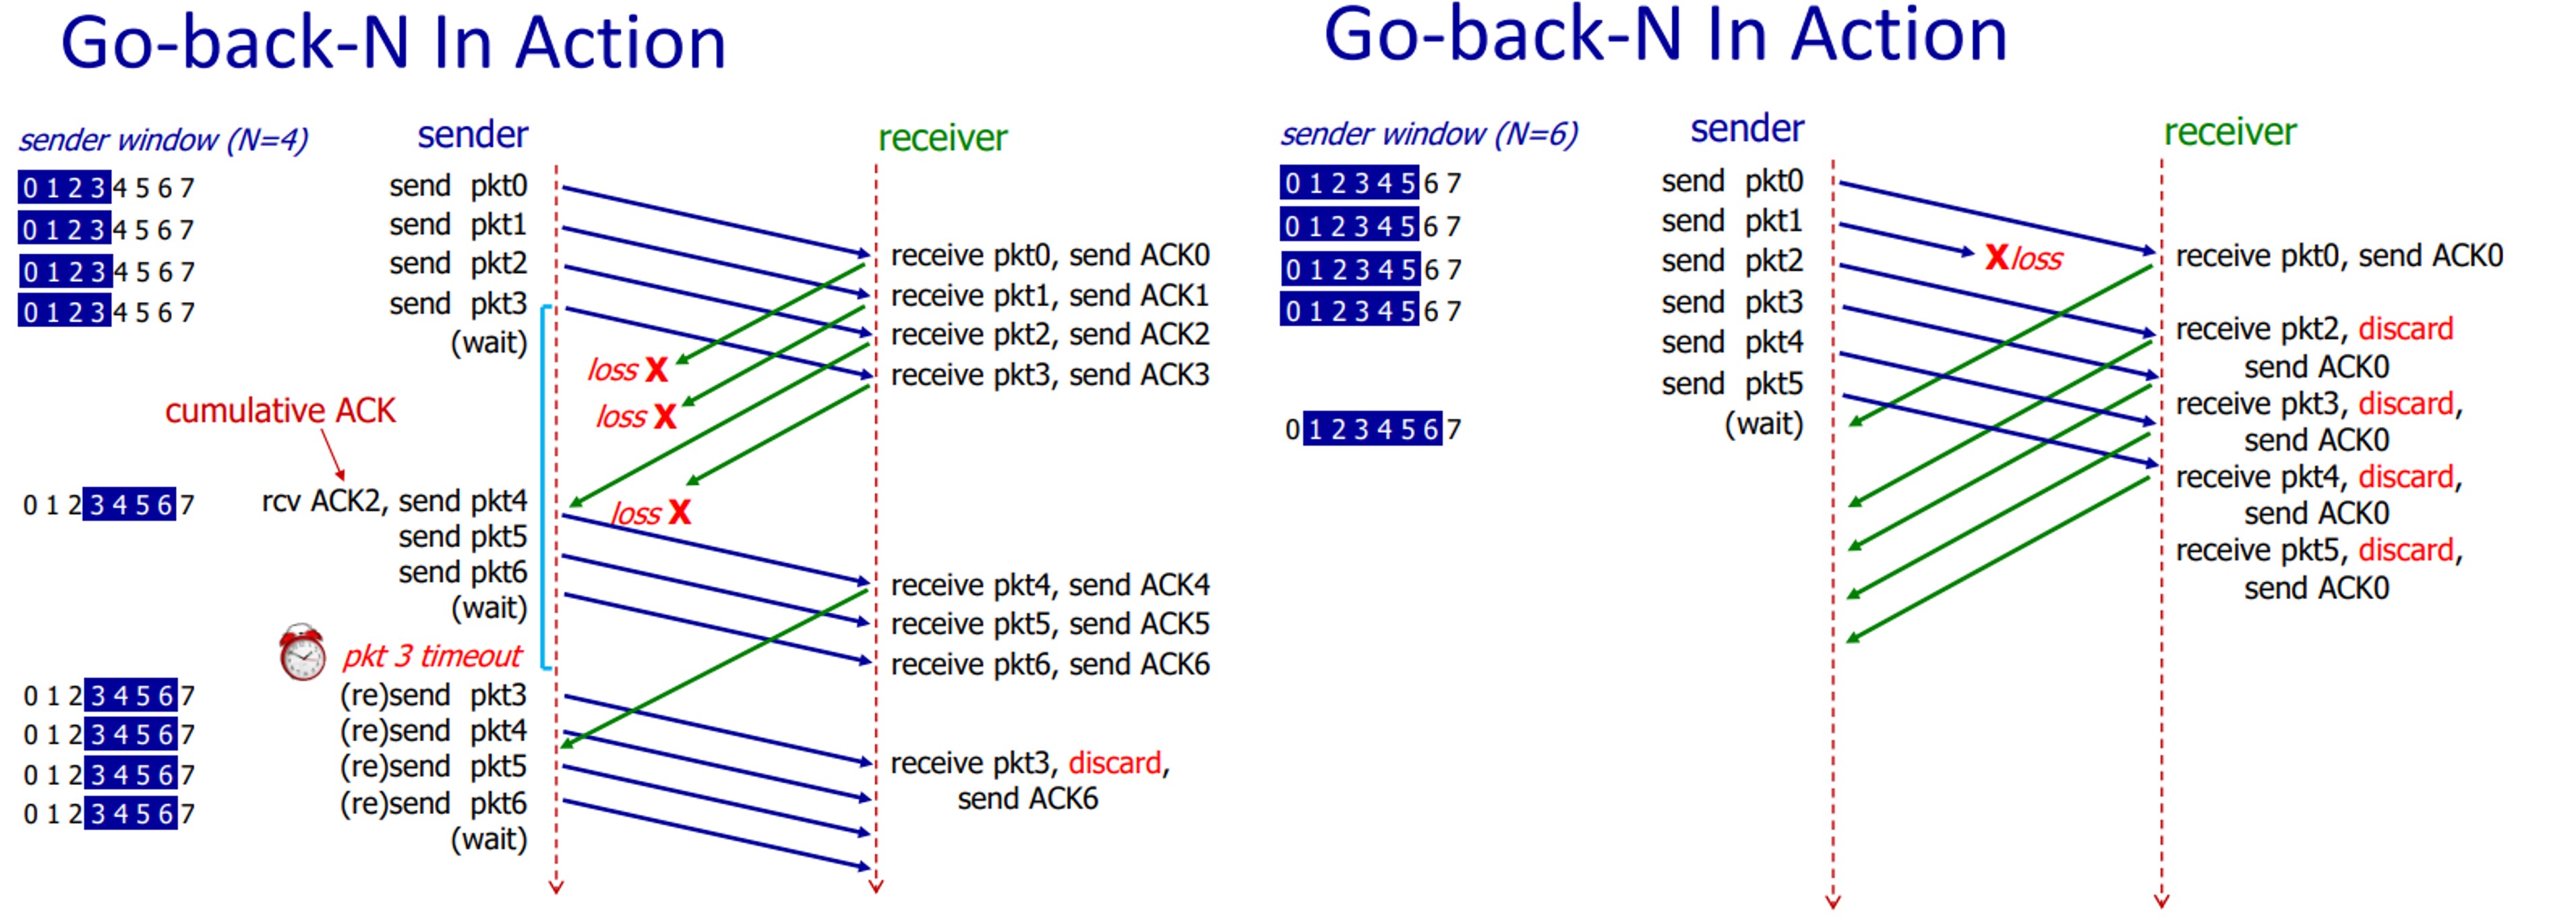 Go-back-N In Action
sender window (N=4)
sender
receiver
0 1 2 3 4 5 6 7
send pkt0
0 1 2 3 4 5 6 7
send pkt1
0 1 2 3 4 5 6 7
send pkt2
0 1 2 3 4 5 6 7
send pkt3
(wait)
receive pkt0, send ACK0
receive pkt1, send ACK1
receive pkt2, send ACK2
receive pkt3, send ACK3
loss X
loss X
cumulative ACK
0 1 2 3 4 5 6 7
rcv ACK2, send pkt4
loss X
send pkt5
send pkt6
(wait)
receive pkt4, send ACK4
receive pkt5, send ACK5
receive pkt6, send ACK6
pkt 3 timeout
0 1 2 3 4 5 6 7
(re)send pkt3
0 1 2 3 4 5 6 7
(re)send pkt4
0 1 2 3 4 5 6 7
(re)send pkt5
0 1 2 3 4 5 6 7
(re)send pkt6
(wait)
receive pkt3, discard,
send ACK6
Go-back-N In Action
sender window (N=6)
sender
receiver
0 1 2 3 4 5 6 7
send pkt0
0 1 2 3 4 5 6 7
send pkt1
0 1 2 3 4 5 6 7
send pkt2
0 1 2 3 4 5 6 7
send pkt3
send pkt4
send pkt5
0 1 2 3 4 5 6 7
(wait)
X loss
receive pkt0, send ACK0
receive pkt2, discard
send ACK0
receive pkt3, discard,
send ACK0
receive pkt4, discard,
send ACK0
receive pkt5, discard,
send ACK0